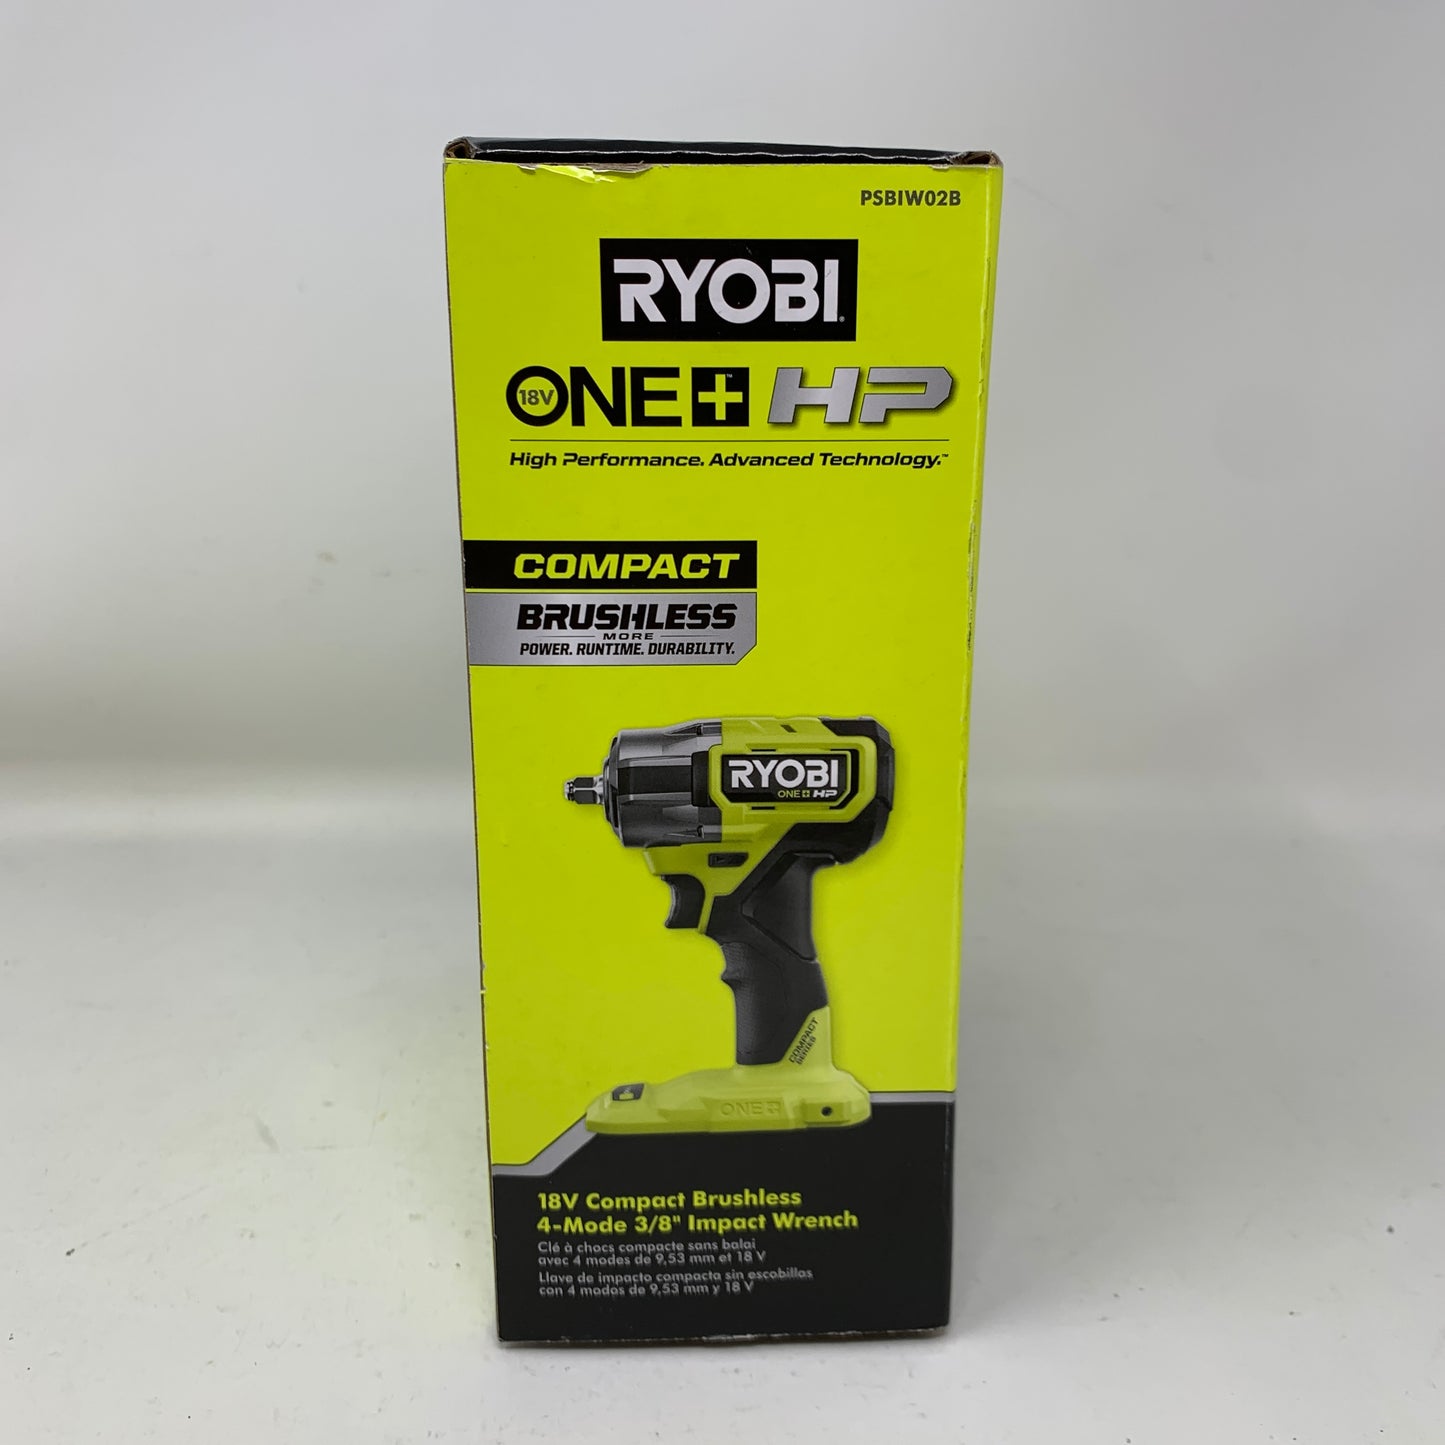 PSBIW02B
RYOBI
18V ONE+™ HP
High Performance. Advanced Technology.™
COMPACT
BRUSHLESS
MORE
POWER. RUNTIME. DURABILITY.
RYOBI
ONE+ HP
COMPACT
SERIES
ONE+
18V Compact Brushless
4-Mode 3/8" Impact Wrench
Clé à chocs compacte sans balai
avec 4 modes de 9,53 mm et 18 V
Llave de impacto compacta sin escobillas
con 4 modos de 9,53 mm y 18 V